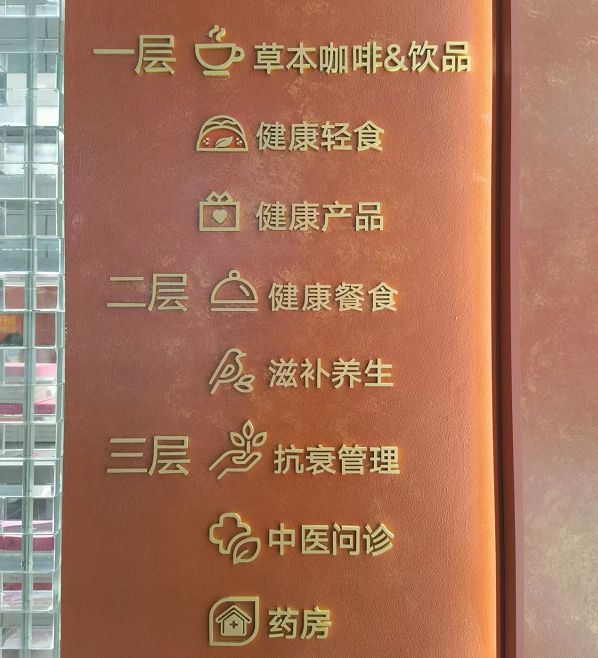 一层 草本咖啡&饮品
健康轻食
健康产品
二层 健康餐食
滋补养生
三层 抗衰管理
中医问诊
药房